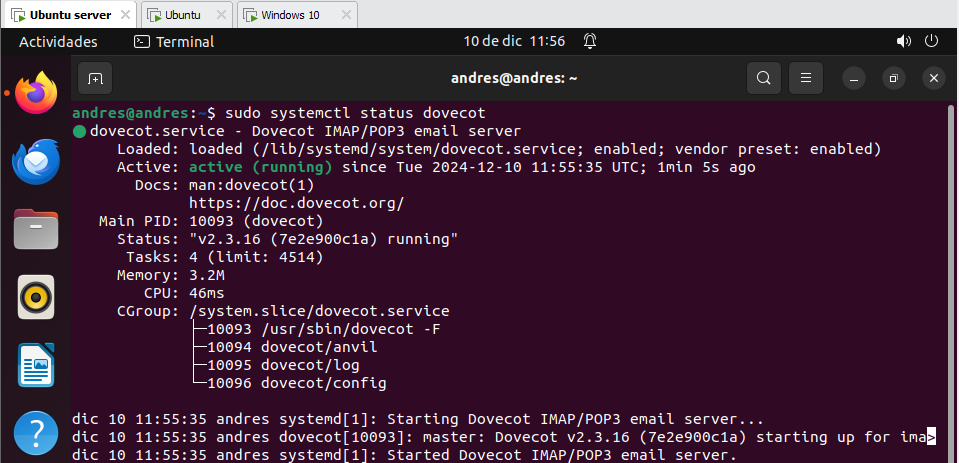 Ubuntu server
Ubuntu
Windows 10
Actividades
Terminal
10 de dic 11:56
andres@andres: ~
andres@andres:~$ sudo systemctl status dovecot
dovecot.service - Dovecot IMAP/POP3 email server
Loaded: loaded (/lib/systemd/system/dovecot.service; enabled; vendor preset: enabled)
Active: active (running) since Tue 2024-12-10 11:55:35 UTC; 1min 5s ago
Docs: man:dovecot(1)
https://doc.dovecot.org/
Main PID: 10093 (dovecot)
Status: "v2.3.16 (7e2e900c1a) running"
Tasks: 4 (limit: 4514)
Memory: 3.2M
CPU: 46ms
CGroup: /system.slice/dovecot.service
├─10093 /usr/sbin/dovecot -F
├─10094 dovecot/anvil
├─10095 dovecot/log
└─10096 dovecot/config
dic 10 11:55:35 andres systemd[1]: Starting Dovecot IMAP/POP3 email server...
dic 10 11:55:35 andres dovecot[10093]: master: Dovecot v2.3.16 (7e2e900c1a) starting up for ima>
dic 10 11:55:35 andres systemd[1]: Started Dovecot IMAP/POP3 email server.